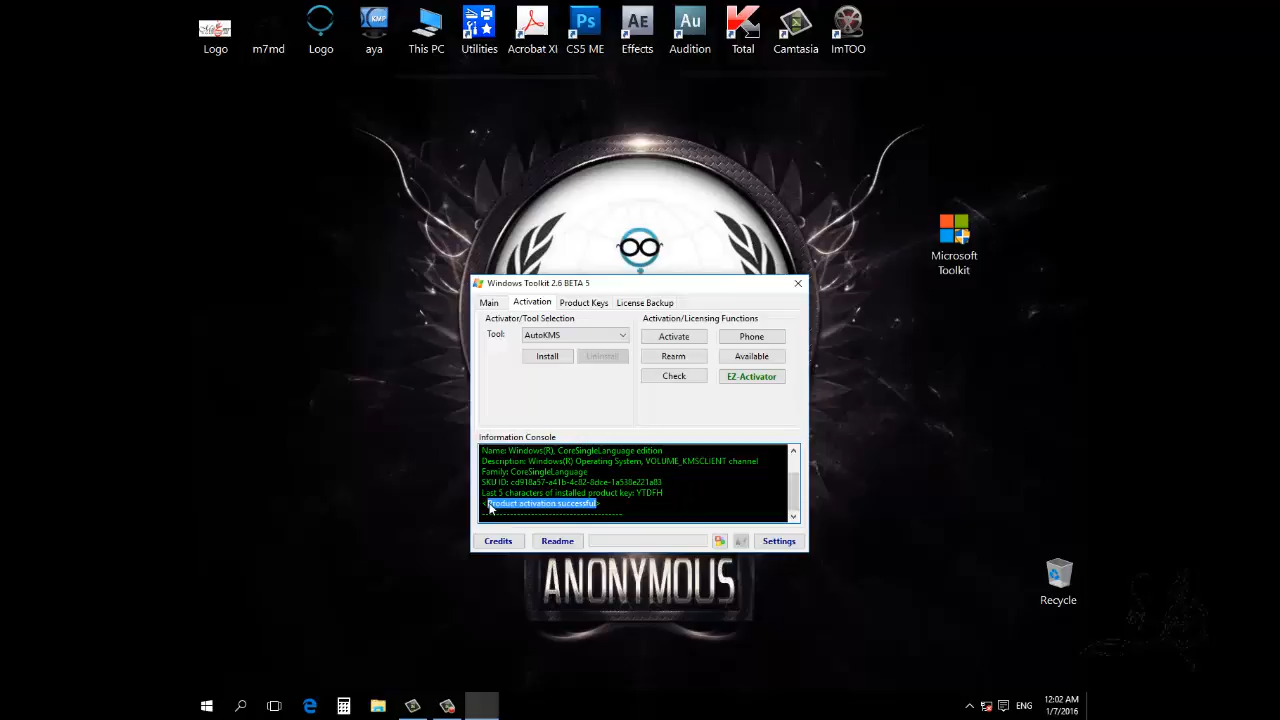 Logo
m7md
Logo
aya
This PC
Utilities
Acrobat XI
CS5 ME
Effects
Audition
Total
Camtasia
ImTOO
Microsoft
Toolkit
Windows Toolkit 2.6 BETA 5
Main
Activation
Product Keys
License Backup
Activator/Tool Selection
Tool:
AutoKMS
Install
Uninstall
Activation/Licensing Functions
Activate
Phone
Rearm
Available
Check
EZ-Activator
Information Console
Name: Windows(R), CoreSingleLanguage edition
Description: Windows(R) Operating System, VOLUME_KMSCLIENT channel
Family: CoreSingleLanguage
SKU ID: cd918a57-a41b-4c82-8dce-1a538e221a83
Last 5 characters of installed product key: YTDFH
<Product activation successful>
----------------------------------------
Credits
Readme
Settings
ANONYMOUS
Recycle
ENG
12:02 AM
1/7/2016